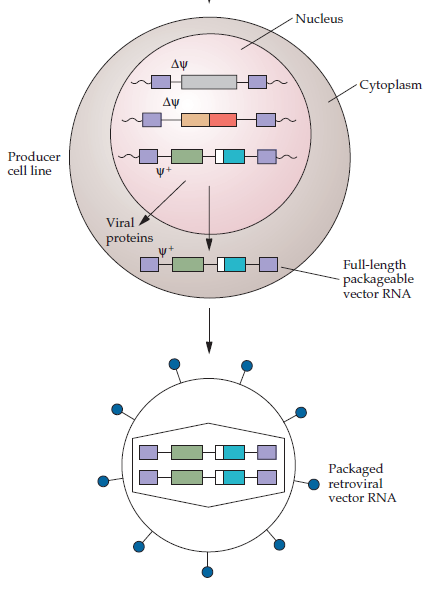 Nucleus
Δψ
Cytoplasm
Δψ
Producer
cell line
ψ+
Viral
proteins
ψ+
Full-length
packageable
vector RNA
Packaged
retroviral
vector RNA